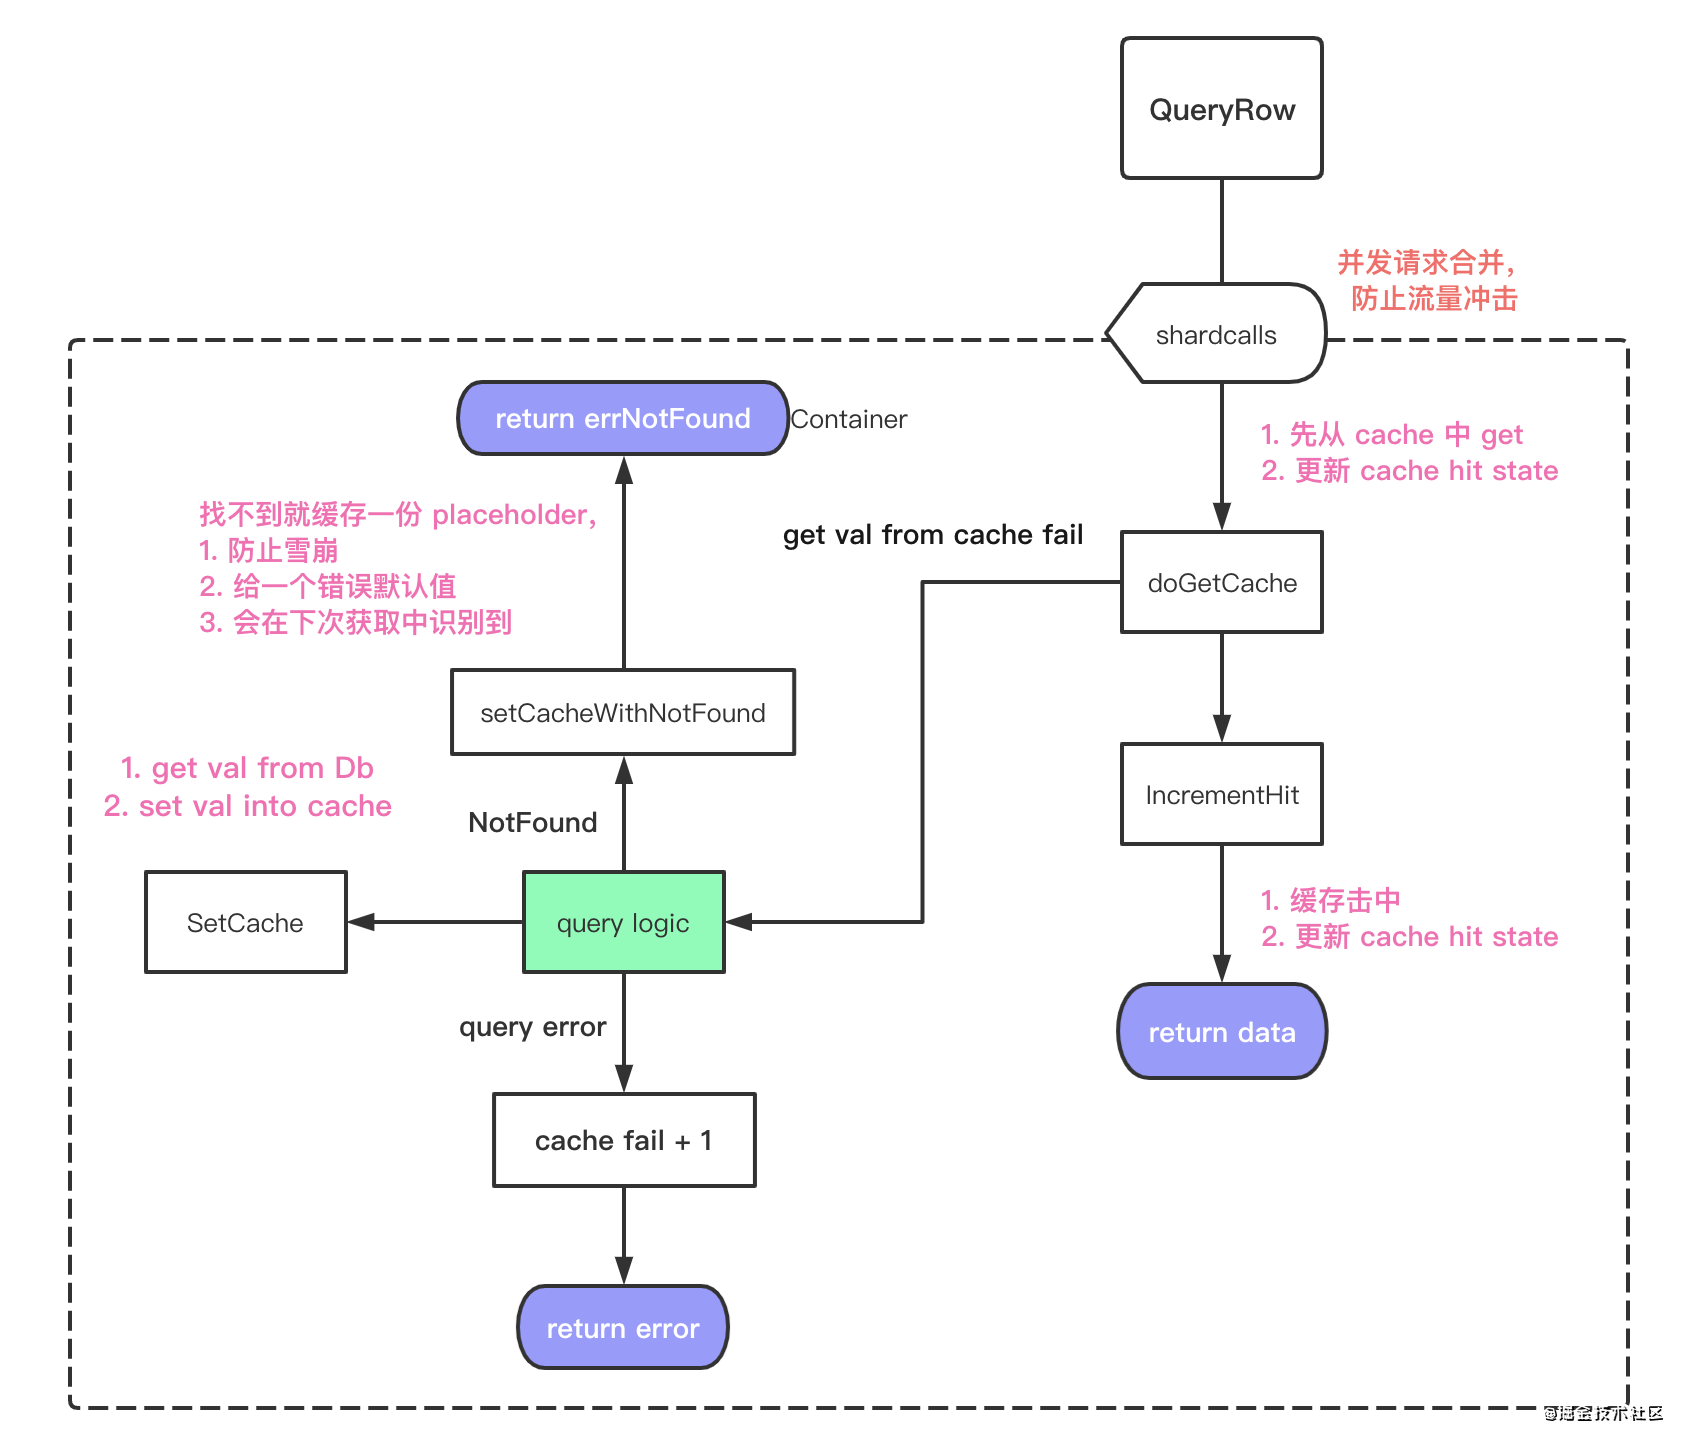 QueryRow
并发请求合并，
防止流量冲击
shardcalls
return errNotFound
Container
1. 先从 cache 中 get
2. 更新 cache hit state
找不到就缓存一份 placeholder，
1. 防止雪崩
2. 给一个错误默认值
3. 会在下次获取中识别到
get val from cache fail
doGetCache
setCacheWithNotFound
1. get val from Db
2. set val into cache
NotFound
IncrementHit
SetCache
query logic
1. 缓存击中
2. 更新 cache hit state
query error
return data
cache fail + 1
return error
@掘金技术社区